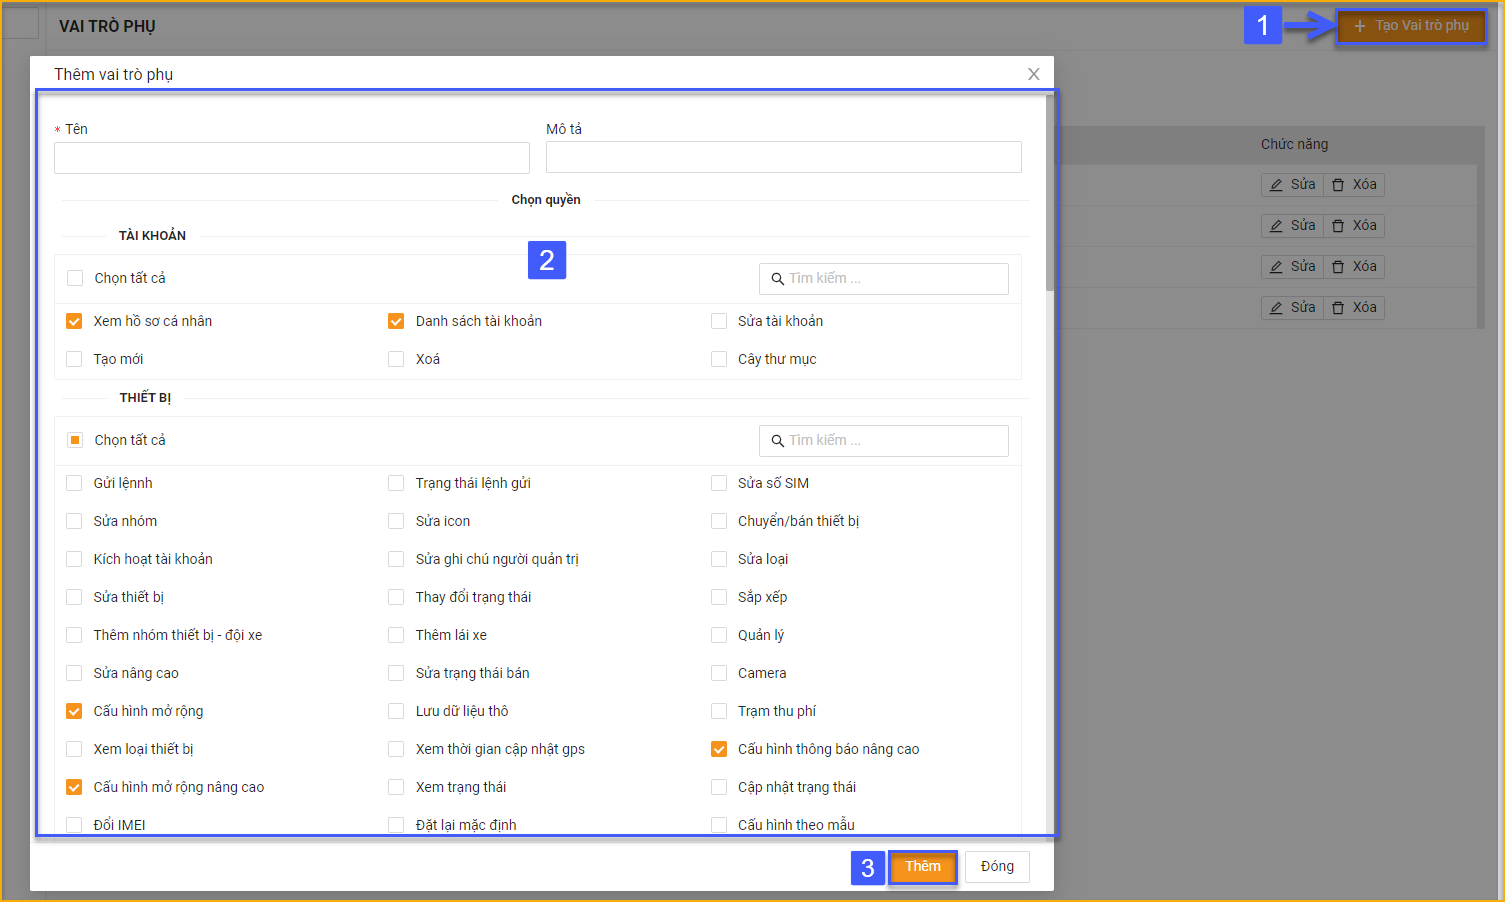 VAI TRÒ PHỤ
1
+ Tạo Vai trò phụ
Thêm vai trò phụ
* Tên
Mô tả
Chức năng
Sửa Xóa
Sửa Xóa
Sửa Xóa
Sửa Xóa
Chọn quyền
TÀI KHOẢN
2
Chọn tất cả
Tìm kiếm ...
Xem hồ sơ cá nhân
Danh sách tài khoản
Sửa tài khoản
Tạo mới
Xoá
Cây thư mục
THIẾT BỊ
Chọn tất cả
Tìm kiếm ...
Gửi lệnnh
Trạng thái lệnh gửi
Sửa số SIM
Sửa nhóm
Sửa icon
Chuyển/bán thiết bị
Kích hoạt tài khoản
Sửa ghi chú người quản trị
Sửa loại
Sửa thiết bị
Thay đổi trạng thái
Sắp xếp
Thêm nhóm thiết bị - đội xe
Thêm lái xe
Quản lý
Sửa nâng cao
Sửa trạng thái bán
Camera
Cấu hình mở rộng
Lưu dữ liệu thô
Trạm thu phí
Xem loại thiết bị
Xem thời gian cập nhật gps
Cấu hình thông báo nâng cao
Cấu hình mở rộng nâng cao
Xem trạng thái
Cập nhật trạng thái
Đổi IMEI
Đặt lại mặc định
Cấu hình theo mẫu
3
Thêm
Đóng